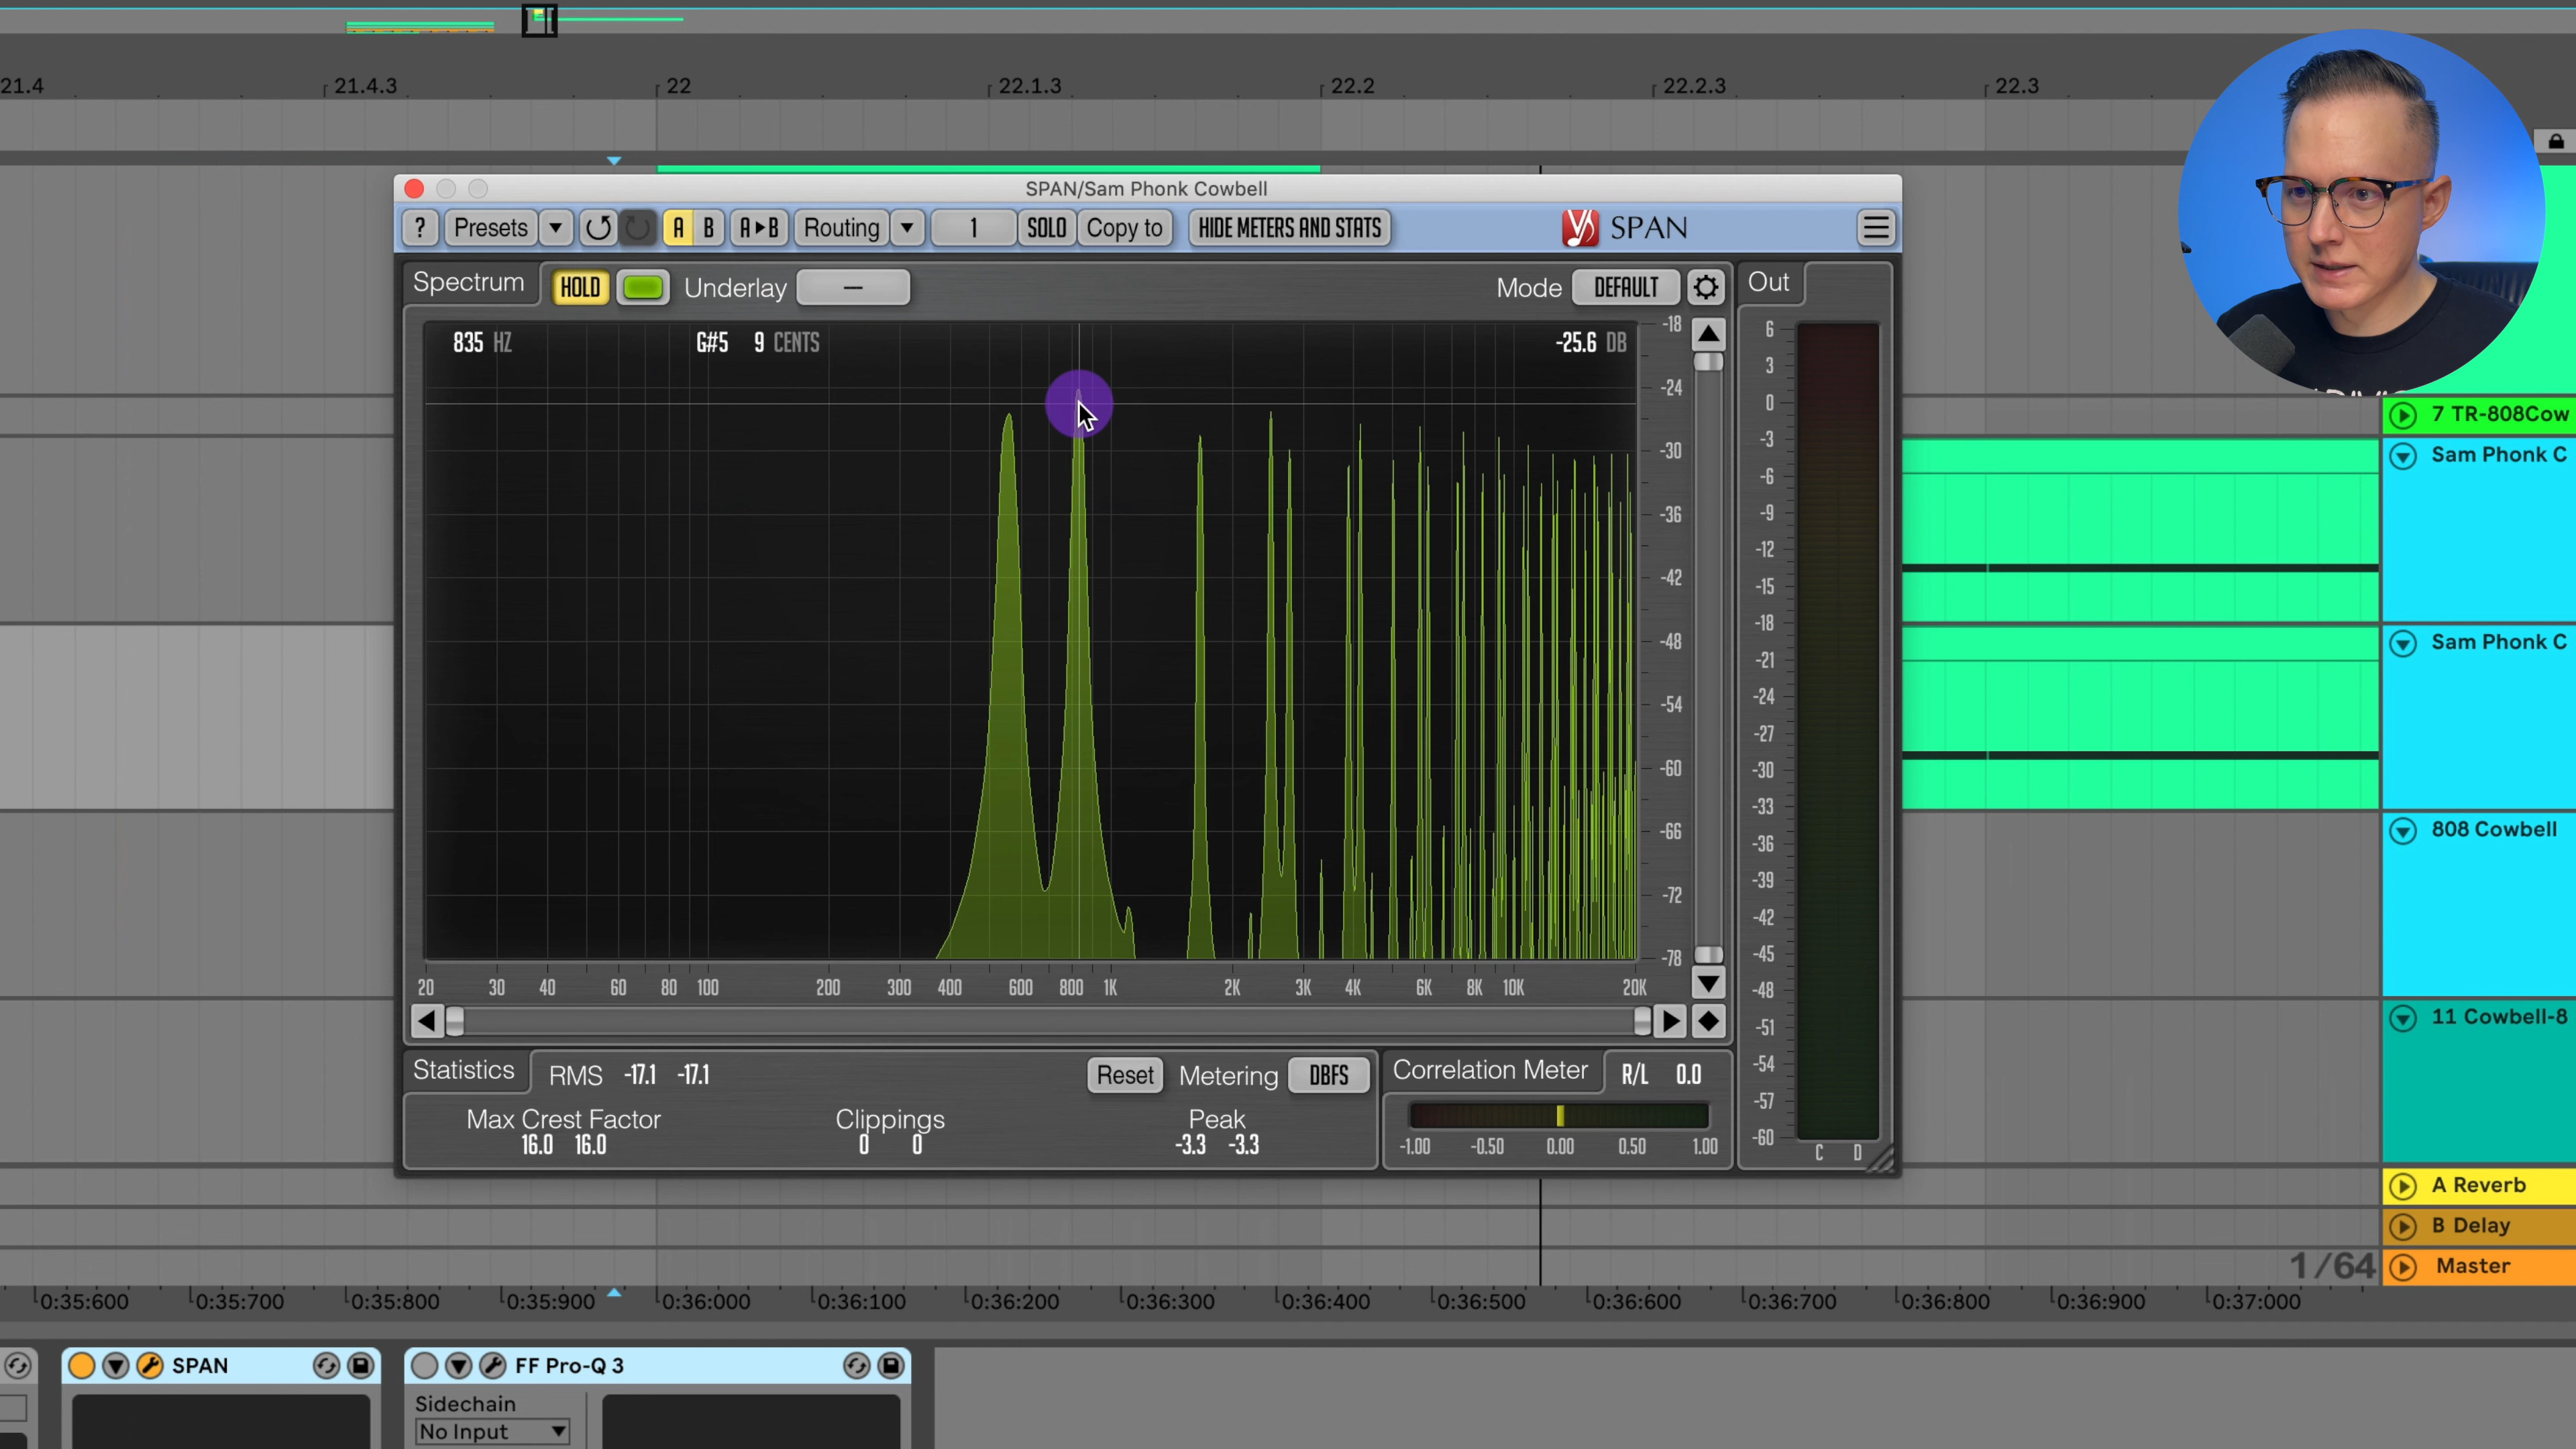 21.4 21.4.3 22 22.1.3 22.2 22.2.3 22.3
SPAN/Sam Phonk Cowbell
? Presets A B A▸B Routing 1 SOLO Copy to HIDE METERS AND STATS SPAN
Spectrum HOLD Underlay — Mode DEFAULT Out
835 HZ G#5 9 CENTS -25.6 DB
-18
-24
-30
-36
-42
-48
-54
-60
-66
-72
-78
20 30 40 60 80 100 200 300 400 600 800 1K 2K 3K 4K 6K 8K 10K 20K
6
3
0
-3
-6
-9
-12
-15
-18
-21
-24
-27
-30
-33
-36
-39
-42
-45
-48
-51
-54
-57
-60
C D
Statistics RMS -17.1 -17.1 Reset Metering DBFS Correlation Meter R/L 0.0
Max Crest Factor Clippings Peak
16.0 16.0 0 0 -3.3 -3.3
-1.00 -0.50 0.00 0.50 1.00
7 TR-808Cow
Sam Phonk C
Sam Phonk C
808 Cowbell
11 Cowbell-8
A Reverb
B Delay
1/64 Master
0:35:600 0:35:700 0:35:800 0:35:900 0:36:000 0:36:100 0:36:200 0:36:300 0:36:400 0:36:500 0:36:600 0:36:700 0:36:800 0:36:900 0:37:000
SPAN FF Pro-Q 3
Sidechain
No Input